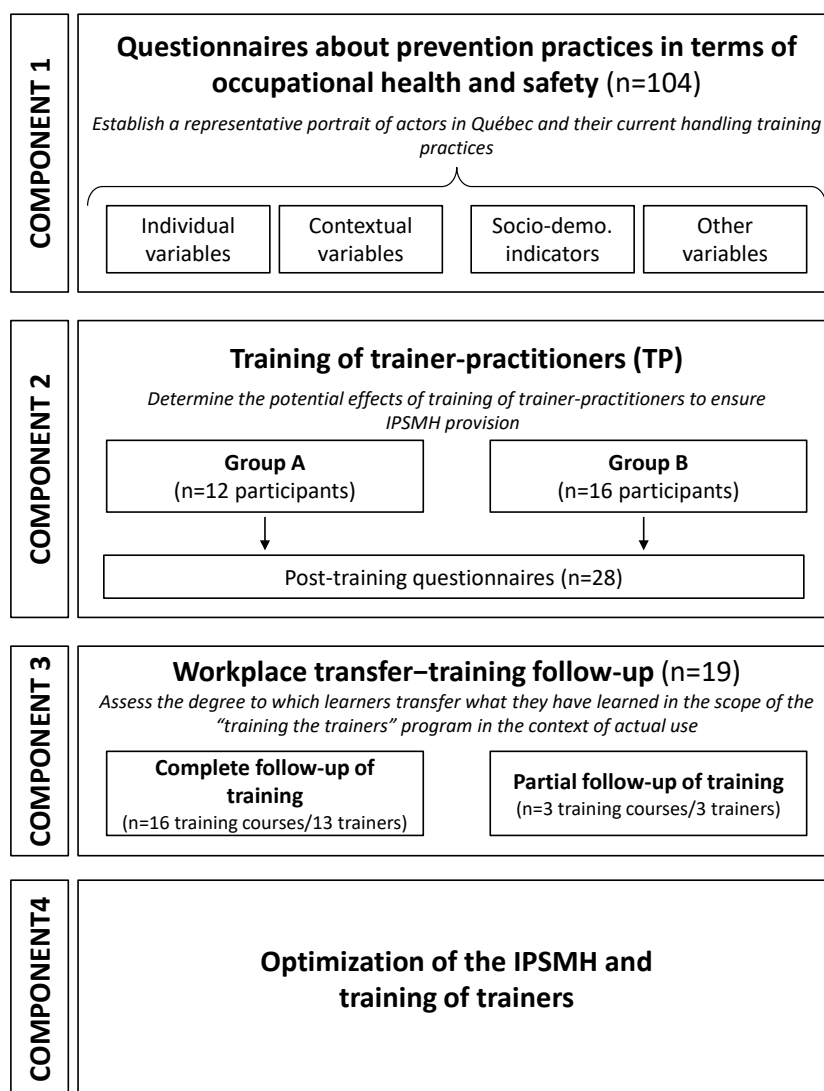 COMPONENT 1
Questionnaires about prevention practices in terms of
occupational health and safety (n=104)
Establish a representative portrait of actors in Québec and their current handling training
practices
Individual
variables
Contextual
variables
Socio-demo.
indicators
Other
variables
COMPONENT 2
Training of trainer-practitioners (TP)
Determine the potential effects of training of trainer-practitioners to ensure
IPSMH provision
Group A
(n=12 participants)
Group B
(n=16 participants)
Post-training questionnaires (n=28)
COMPONENT 3
Workplace transfer–training follow-up (n=19)
Assess the degree to which learners transfer what they have learned in the scope of the
“training the trainers” program in the context of actual use
Complete follow-up of
training
(n=16 training courses/13 trainers)
Partial follow-up of training
(n=3 training courses/3 trainers)
COMPONENT4
Optimization of the IPSMH and
training of trainers